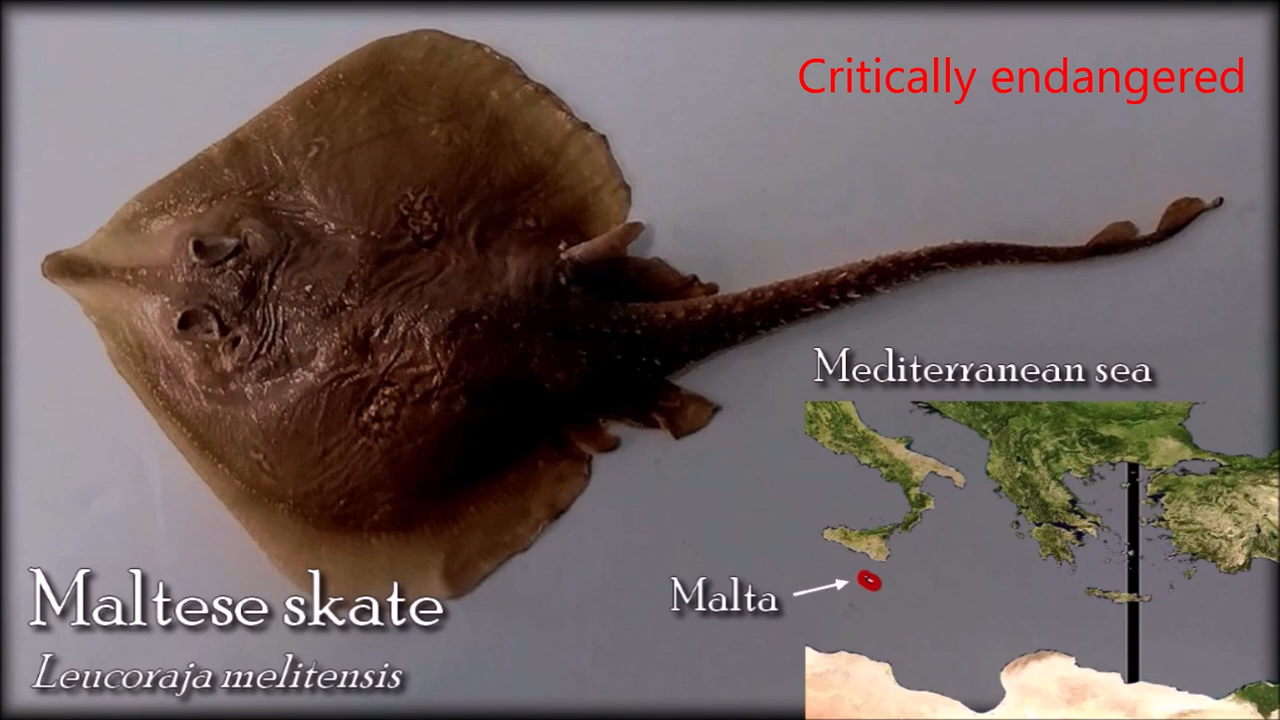 Critically endangered
Mediterranean sea
Malta
Maltese skate
Leucoraja melitensis